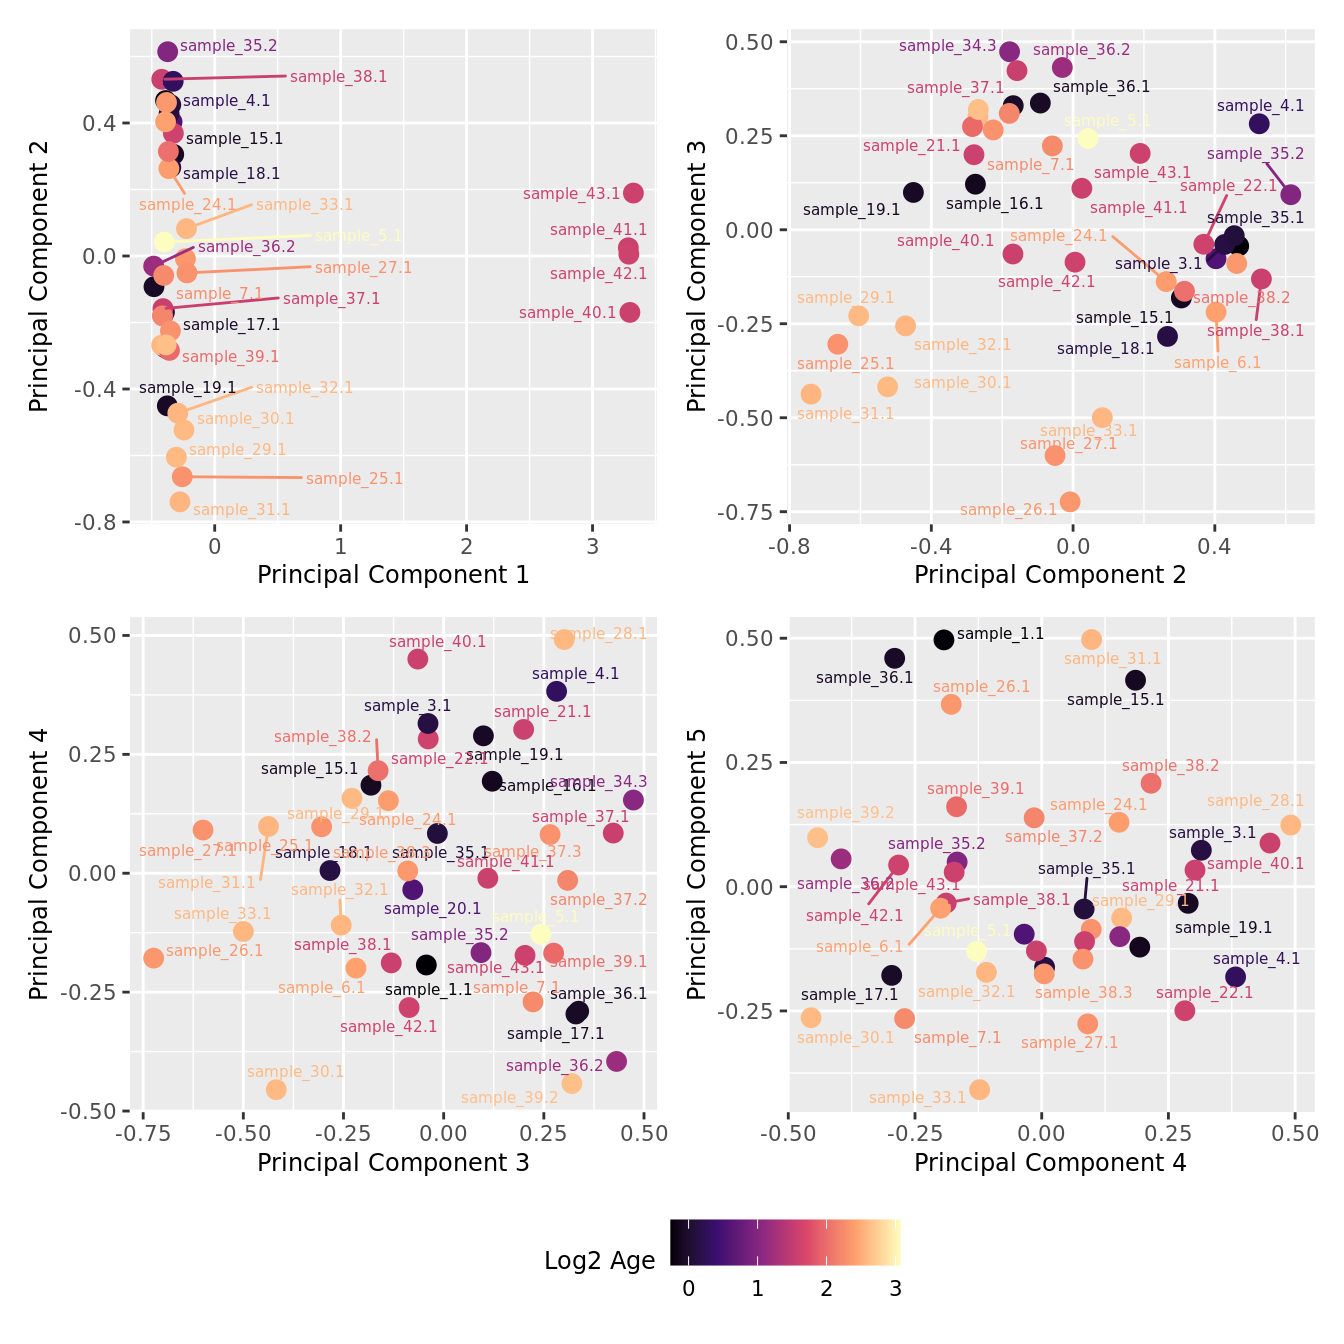 sample_35.2
sample_38.1
sample_4.1
sample_15.1
sample_18.1
sample_24.1
sample_33.1
sample_5.1
sample_36.2
sample_27.1
sample_7.1
sample_37.1
sample_17.1
sample_39.1
sample_19.1
sample_32.1
sample_30.1
sample_29.1
sample_25.1
sample_31.1
sample_43.1
sample_41.1
sample_42.1
sample_40.1
0.4
0.0
-0.4
-0.8
0 1 2 3
Principal Component 1
Principal Component 2
sample_34.3
sample_36.2
sample_37.1
sample_36.1
sample_4.1
sample_5.1
sample_21.1
sample_7.1
sample_35.2
sample_43.1
sample_22.1
sample_19.1
sample_16.1
sample_41.1
sample_35.1
sample_40.1
sample_24.1
sample_3.1
sample_42.1
sample_29.1
sample_38.2
sample_15.1
sample_38.1
sample_32.1
sample_18.1
sample_25.1
sample_6.1
sample_30.1
sample_31.1
sample_33.1
sample_27.1
sample_26.1
0.50
0.25
0.00
-0.25
-0.50
-0.75
-0.8 -0.4 0.0 0.4
Principal Component 2
Principal Component 3
sample_28.1
sample_40.1
sample_4.1
sample_3.1
sample_21.1
sample_38.2
sample_22.1
sample_19.1
sample_15.1
sample_16.1
sample_34.3
sample_29.1
sample_24.1
sample_37.1
sample_27.1
sample_25.1
sample_18.1
sample_38.3
sample_35.1
sample_37.3
sample_41.1
sample_31.1
sample_32.1
sample_37.2
sample_20.1
sample_33.1
sample_5.1
sample_35.2
sample_26.1
sample_38.1
sample_43.1
sample_39.1
sample_6.1
sample_1.1
sample_7.1
sample_36.1
sample_42.1
sample_17.1
sample_36.2
sample_30.1
sample_39.2
0.50
0.25
0.00
-0.25
-0.50
-0.75 -0.50 -0.25 0.00 0.25 0.50
Principal Component 3
Principal Component 4
sample_1.1
sample_36.1
sample_31.1
sample_26.1
sample_15.1
sample_38.2
sample_39.1
sample_24.1
sample_28.1
sample_39.2
sample_37.2
sample_3.1
sample_35.2
sample_40.1
sample_35.1
sample_36.2
sample_43.1
sample_21.1
sample_42.1
sample_38.1
sample_29.1
sample_19.1
sample_6.1
sample_5.1
sample_4.1
sample_17.1
sample_32.1
sample_38.3
sample_22.1
sample_30.1
sample_7.1
sample_27.1
sample_33.1
0.50
0.25
0.00
-0.25
-0.50 -0.25 0.00 0.25 0.50
Principal Component 4
Principal Component 5
Log2 Age
0 1 2 3